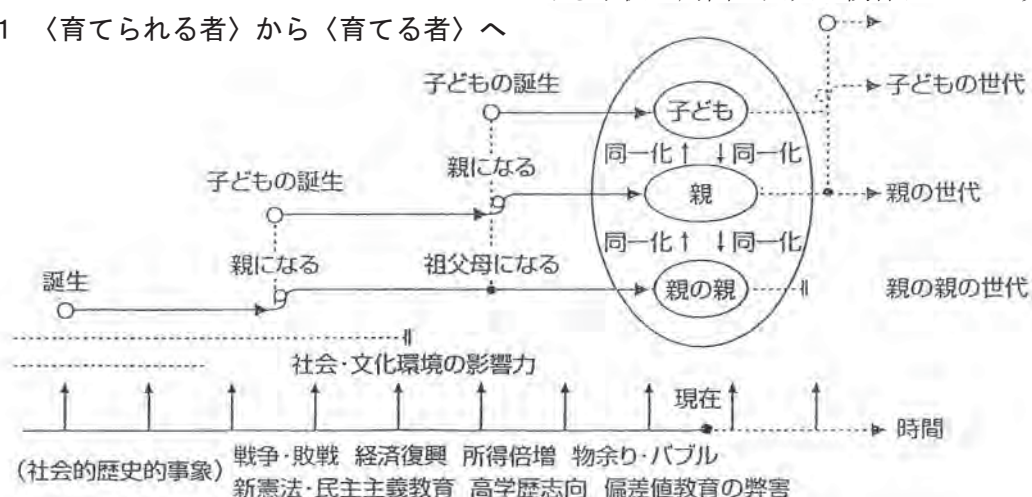 1 〈育てられる者〉から〈育てる者〉へ
子どもの誕生
子どもの世代
子ども
同一化↑ ↓同一化
親になる
子どもの誕生
親
親の世代
同一化↑ ↓同一化
誕生
親になる
祖父母になる
親の親
親の親の世代
社会・文化環境の影響力
現在
時間
(社会的歴史的事象)
戦争・敗戦 経済復興 所得倍増 物余り・バブル
新憲法・民主主義教育 高学歴志向 偏差値教育の弊害